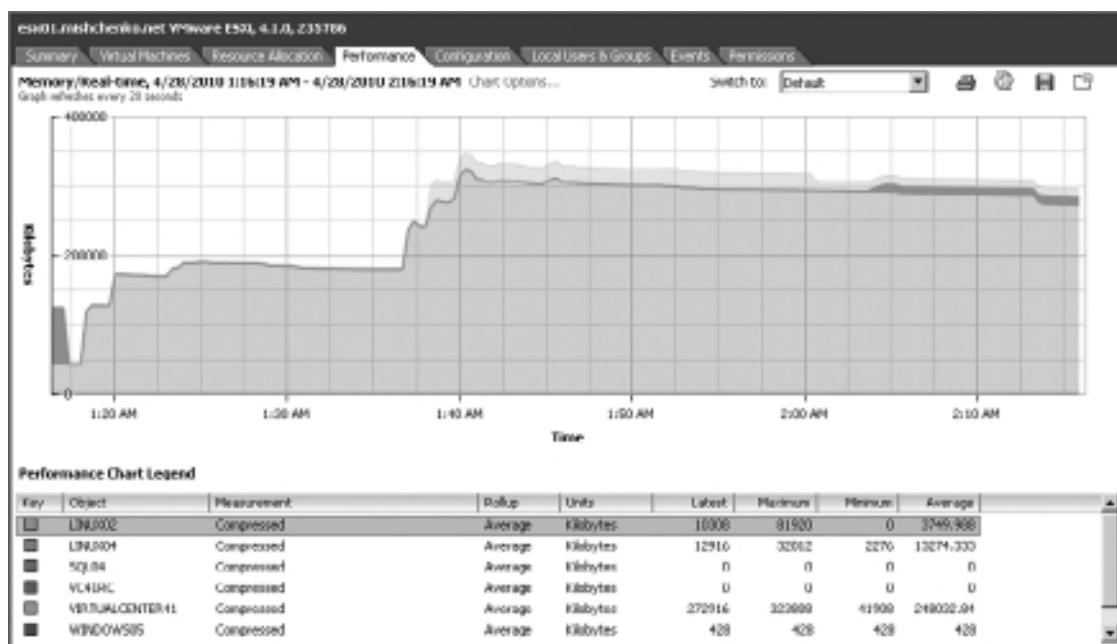 esxi01.mishchenko.net VMware ESXi, 4.1.0, 235786
Summary Virtual Machines Resource Allocation Performance Configuration Local Users & Groups Events Permissions
Memory/Real-time, 4/28/2010 1:16:19 AM - 4/28/2010 2:16:19 AM Chart Options...
Switch to: Default
Graph refreshes every 20 seconds
400000
200000
0
Kilobytes
1:20 AM 1:30 AM 1:40 AM 1:50 AM 2:00 AM 2:10 AM
Time
Performance Chart Legend
Key Object Measurement Rollup Units Latest Maximum Minimum Average
LINUX02 Compressed Average Kilobytes 10308 81920 0 3749.988
LINUX04 Compressed Average Kilobytes 12916 32012 2276 13274.333
SQL04 Compressed Average Kilobytes 0 0 0 0
VC41RC Compressed Average Kilobytes 0 0 0 0
VIRTUALCENTER41 Compressed Average Kilobytes 272916 323888 41908 248032.84
WINDOWS05 Compressed Average Kilobytes 428 428 428 428